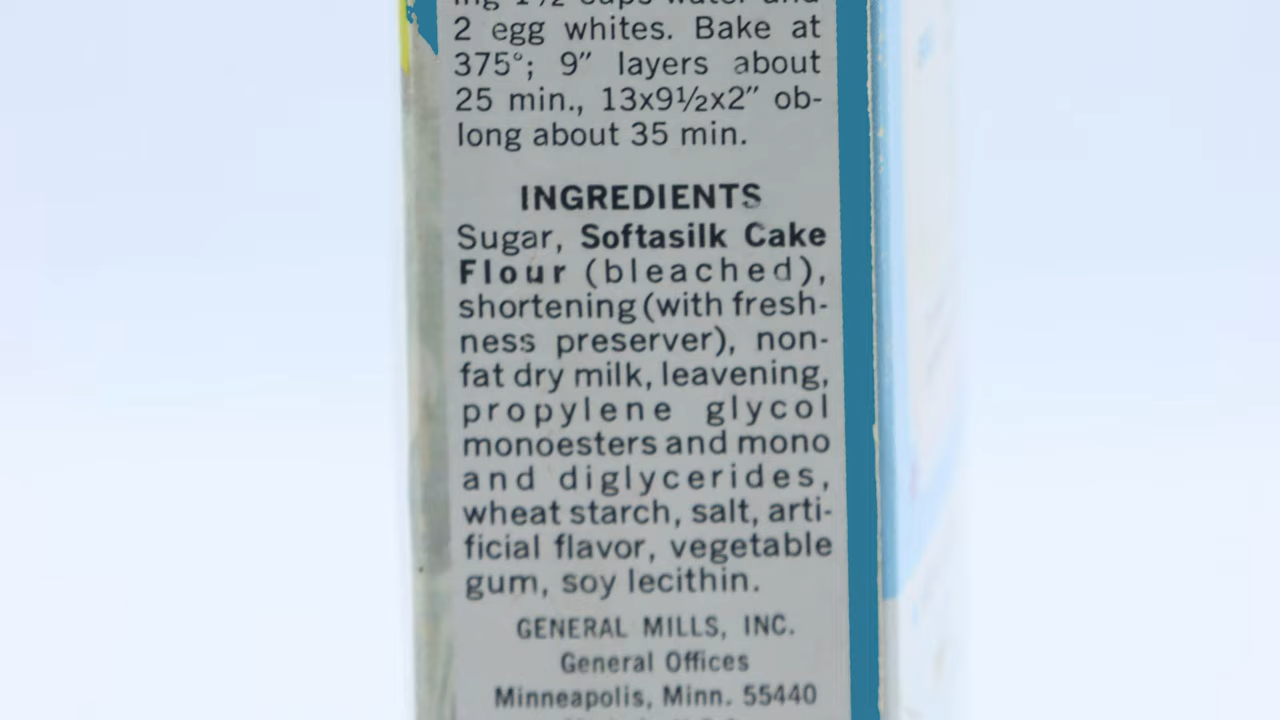 2 egg whites. Bake at
375°; 9″ layers about
25 min., 13x9½x2″ ob-
long about 35 min.
INGREDIENTS
Sugar, Softasilk Cake
Flour (bleached),
shortening (with fresh-
ness preserver), non-
fat dry milk, leavening,
propylene glycol
monoesters and mono
and diglycerides,
wheat starch, salt, arti-
ficial flavor, vegetable
gum, soy lecithin.
GENERAL MILLS, INC.
General Offices
Minneapolis, Minn. 55440